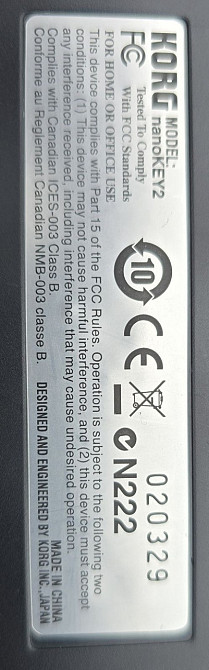 KORG MODEL: nanoKEY2
020329
FC Tested To Comply With FCC Standards
10 CE N222
FOR HOME OR OFFICE USE
This device complies with Part 15 of the FCC Rules. Operation is subject to the following two
conditions: (1) This device may not cause harmful interference, and (2) this device must accept
any interference received, including interference that may cause undesired operation.
Complies with Canadian ICES-003 Class B.
Conforme au Reglement Canadian NMB-003 classe B.
MADE IN CHINA
DESIGNED AND ENGINEERED BY KORG INC.,JAPAN